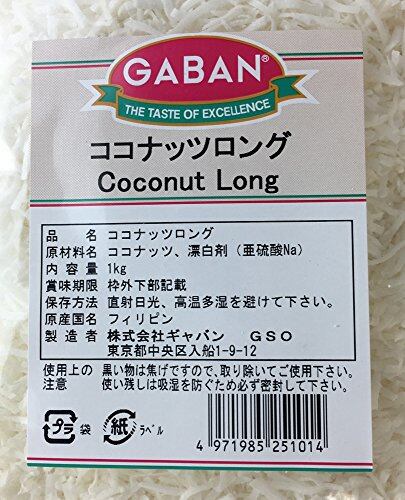 GABAN®
THE TASTE OF EXCELLENCE
ココナッツロング
Coconut Long
品名 ココナッツロング
原材料名 ココナッツ、漂白剤（亜硫酸Na）
内容量 1kg
賞味期限 枠外下部記載
保存方法 直射日光、高温多湿を避けて下さい。
原産国名 フィリピン
製造者 株式会社ギャバン GSO
東京都中央区入船1-9-12
使用上の 黒い物は焦げですので、取り除いてご使用下さい。
注意 使い残しは吸湿を防ぐため必ず密封して下さい。
プラ 袋 紙 ラベル
4 971985 251014